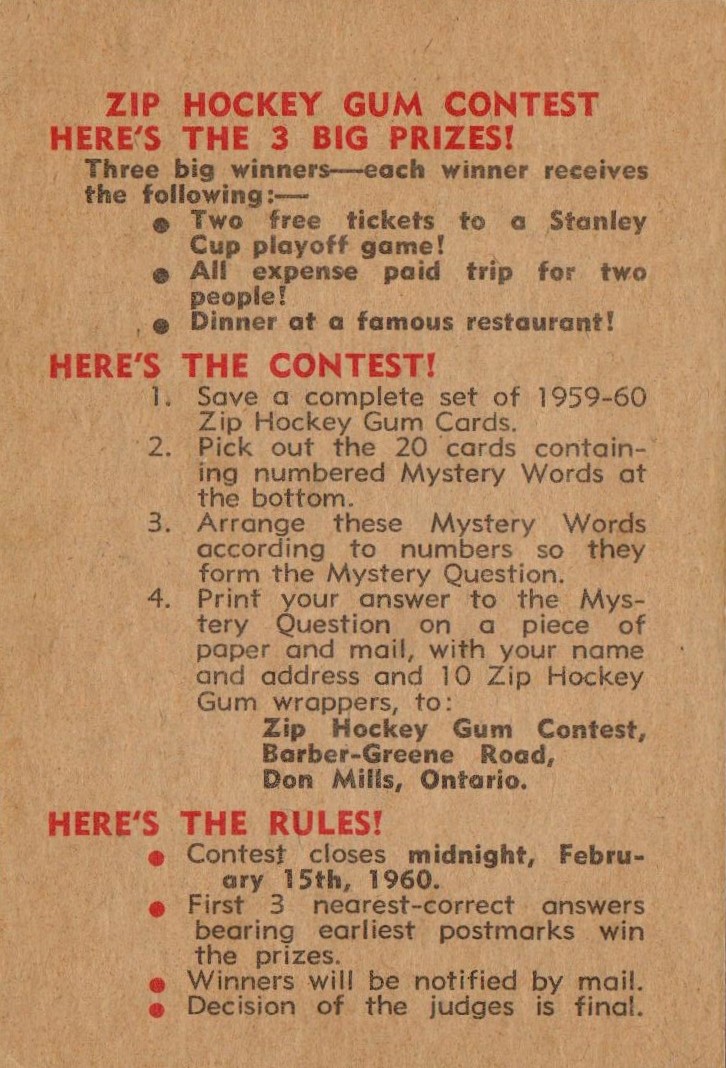 ZIP HOCKEY GUM CONTEST
HERE'S THE 3 BIG PRIZES!
Three big winners—each winner receives
the following:—
● Two free tickets to a Stanley
Cup playoff game!
● All expense paid trip for two
people!
● Dinner at a famous restaurant!
HERE'S THE CONTEST!
1. Save a complete set of 1959-60
Zip Hockey Gum Cards.
2. Pick out the 20 cards contain-
ing numbered Mystery Words at
the bottom.
3. Arrange these Mystery Words
according to numbers so they
form the Mystery Question.
4. Print your answer to the Mys-
tery Question on a piece of
paper and mail, with your name
and address and 10 Zip Hockey
Gum wrappers, to:
Zip Hockey Gum Contest,
Barber-Greene Road,
Don Mills, Ontario.
HERE'S THE RULES!
● Contest closes midnight, Febru-
ary 15th, 1960.
● First 3 nearest-correct answers
bearing earliest postmarks win
the prizes.
● Winners will be notified by mail.
● Decision of the judges is final.